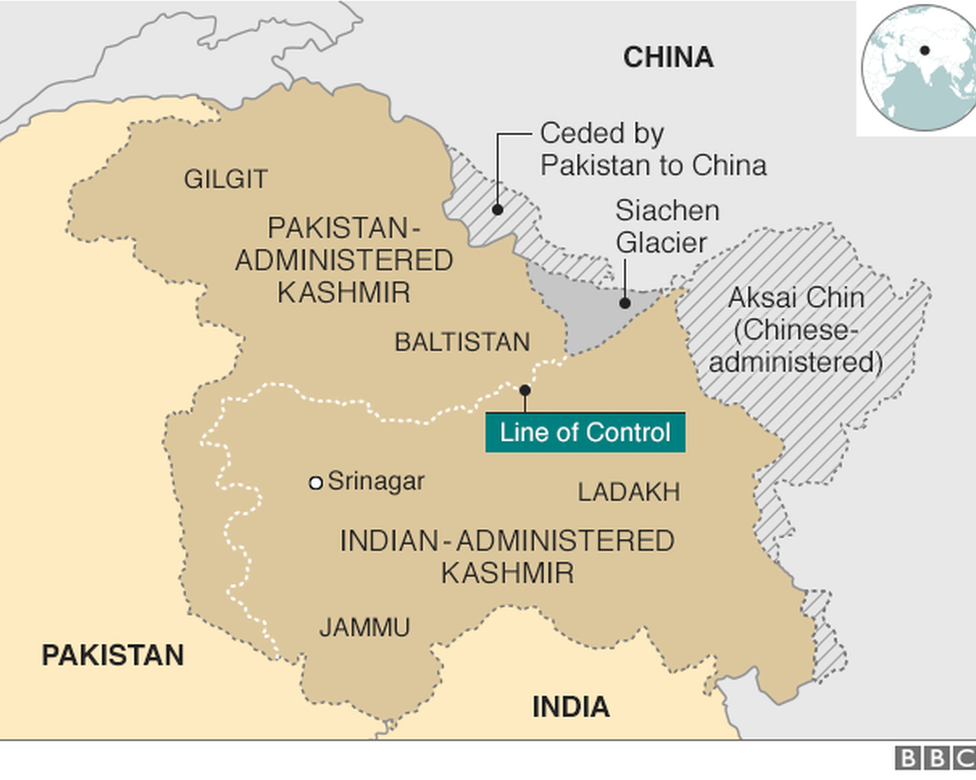 CHINA
Ceded by
Pakistan to China
Siachen
Glacier
GILGIT
PAKISTAN-
ADMINISTERED
KASHMIR
Aksai Chin
(Chinese-
administered)
BALTISTAN
Line of Control
Srinagar
LADAKH
INDIAN-ADMINISTERED
KASHMIR
JAMMU
PAKISTAN
INDIA
BBC